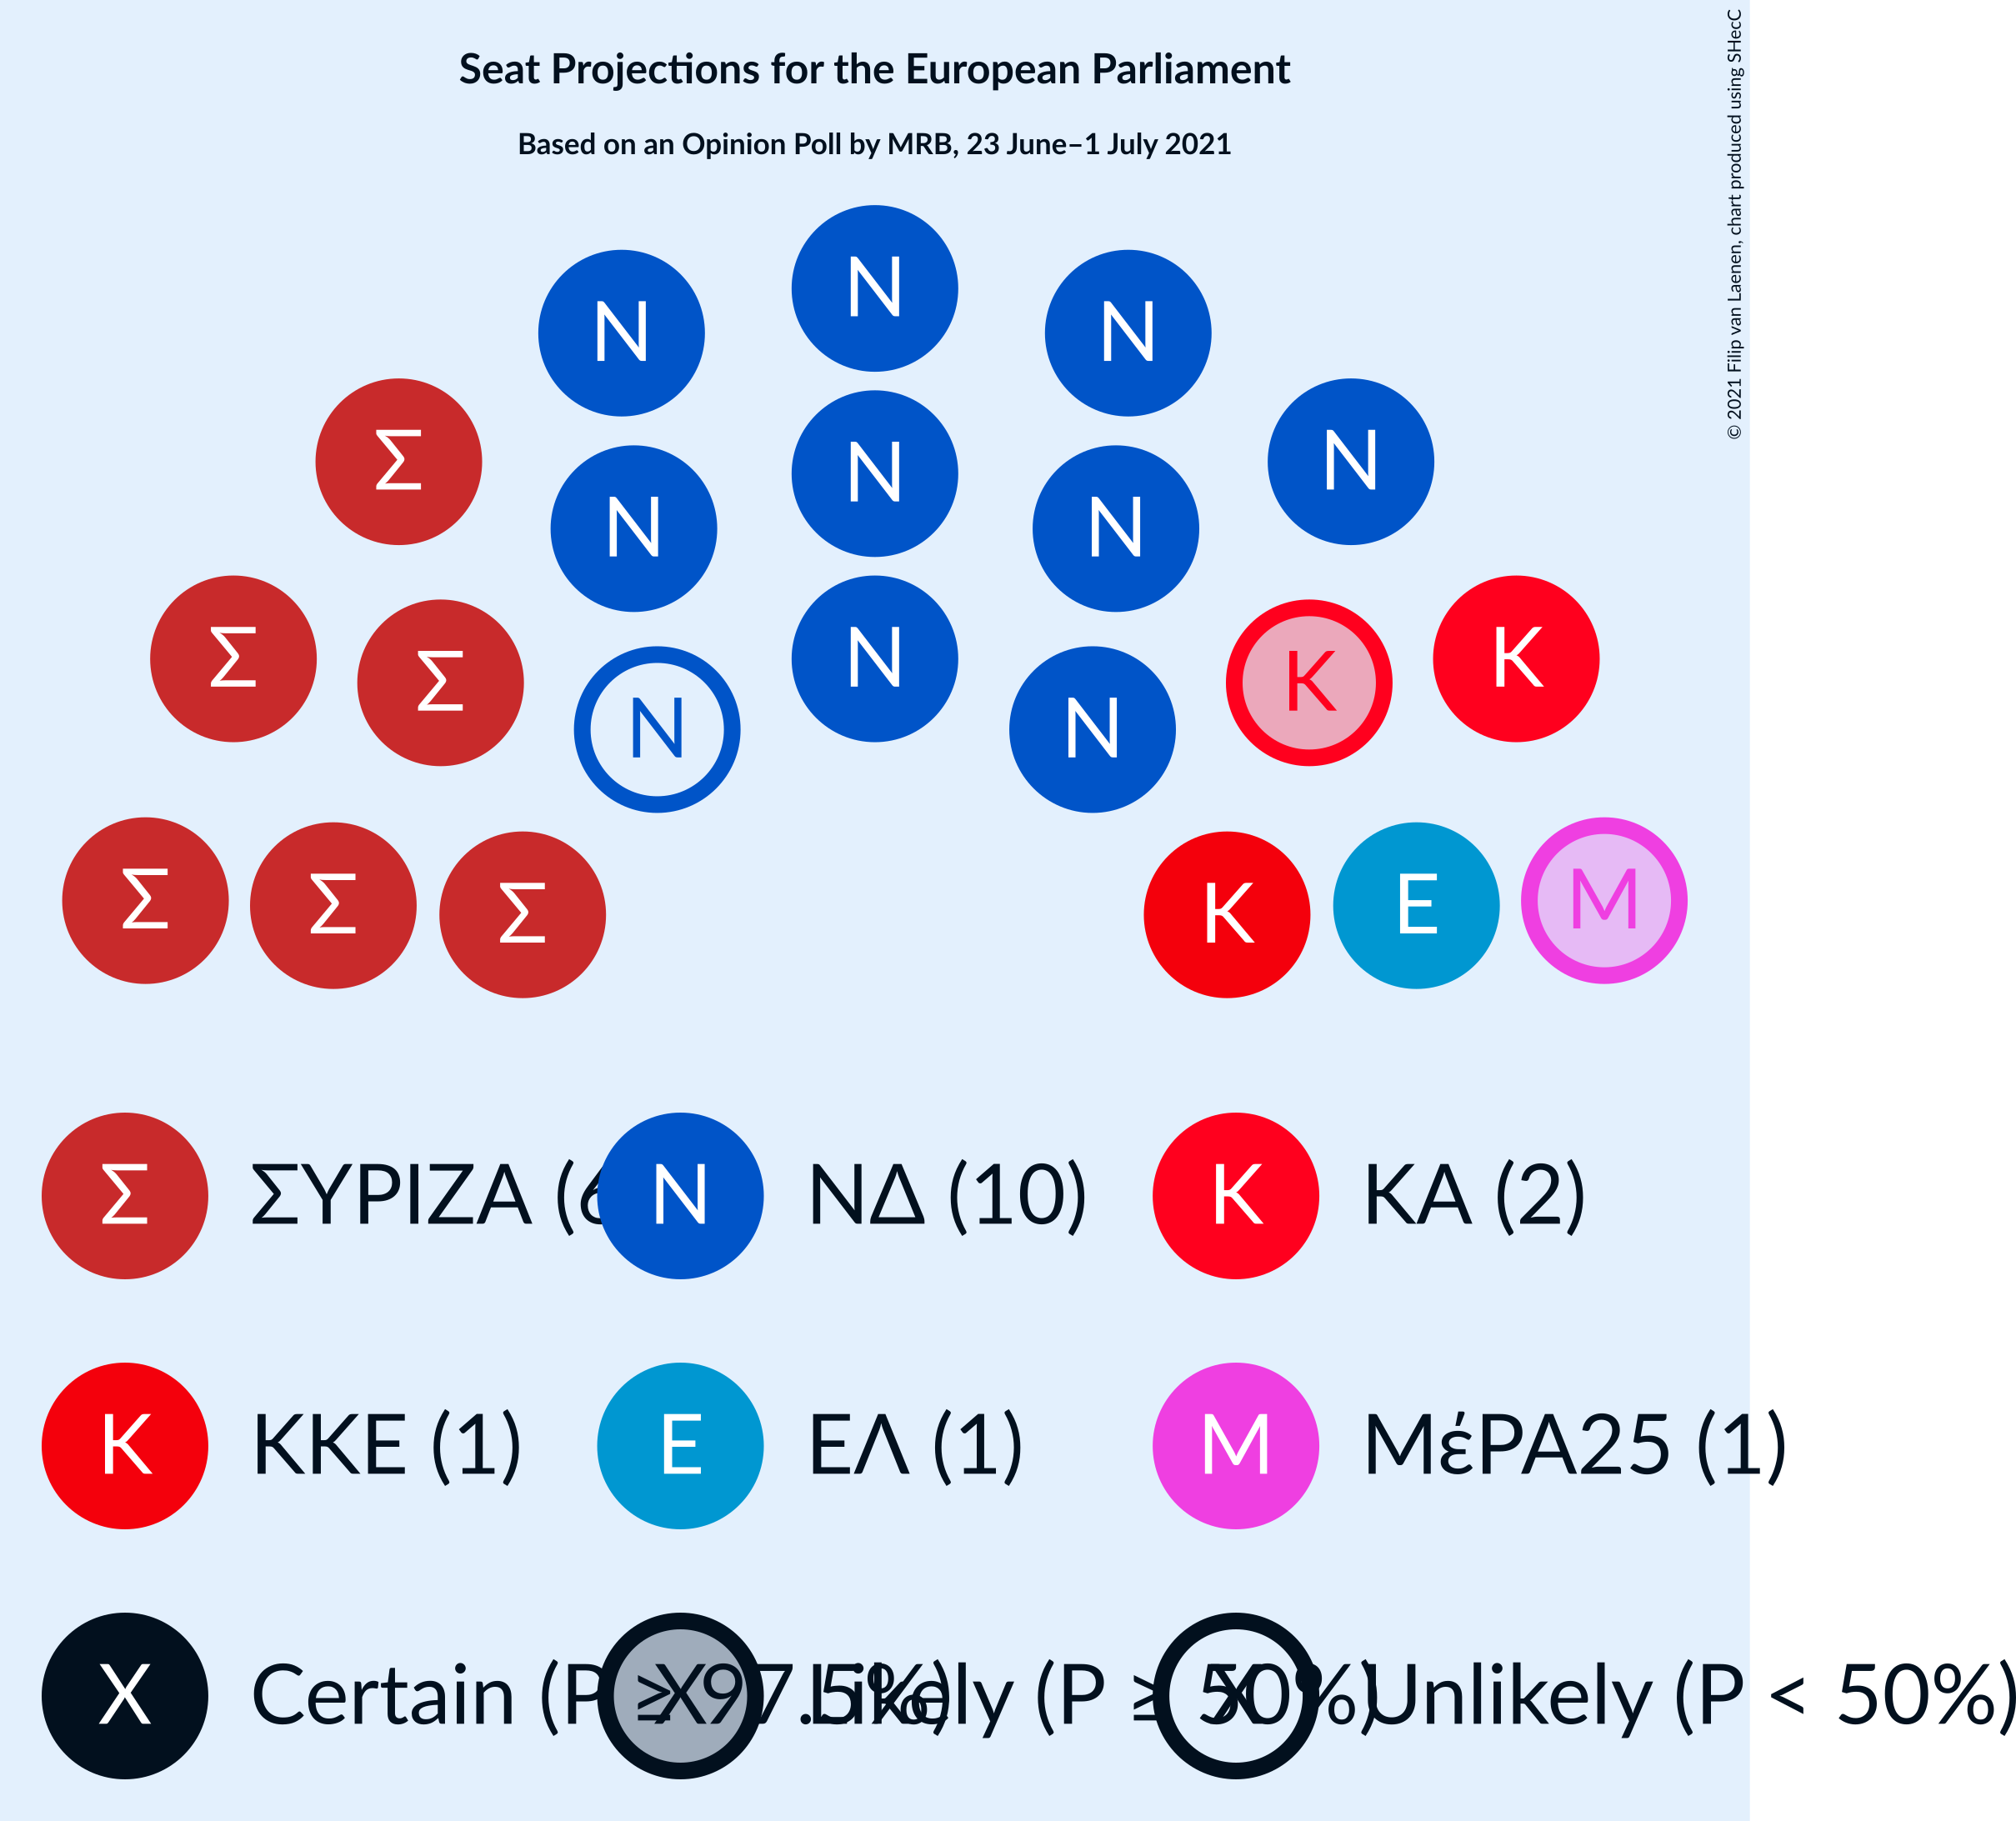 Seat Projections for the European Parliament
Based on an Opinion Poll by MRB, 23 June–1 July 2021
© 2021 Filip van Laenen, chart produced using SHecC
N
N N
Σ N
N
N N
Σ K
Σ K
N
N N
Σ M
Σ E
Σ K
Σ ΣΥΡΙΖΑ (6 N ΝΔ (10) K ΚΑ (2)
K ΚΚΕ (1) E ΕΛ (1) M ΜέΡΑ25 (1)
X Certain (P ≥ 97.5%) X Likely (P ≥ 50%) X Unlikely (P < 50%)